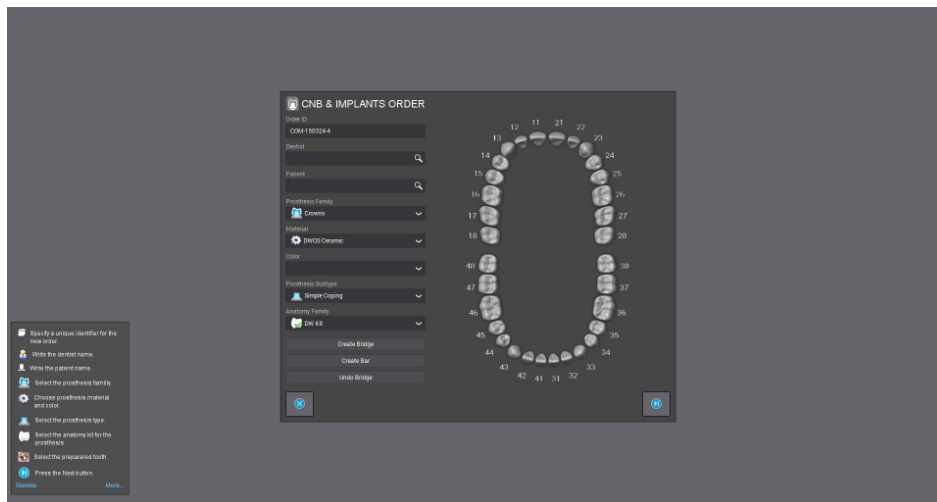 CNB & IMPLANTS ORDER
Order ID
COM-150324-4
Dentist
Patient
Prosthesis Family
Crowns
Material
DWOS Ceramic
Color
Prosthesis Subtype
Simple Coping
Anatomy Family
DW Kit
Create Bridge
Create Bar
Undo Bridge
11 21
12 22
13 23
14 24
15 25
16 26
17 27
18 28
48 38
47 37
46 36
45 35
44 34
43 33
42 41 31 32
Specify a unique identifier for the
new order.
Write the dentist name.
Write the patient name.
Select the prosthesis family.
Choose prosthesis material
and color.
Select the prosthesis type.
Select the anatomy kit for the
prosthesis.
Select the preparared tooth.
Press the Next button.
Dismiss More..